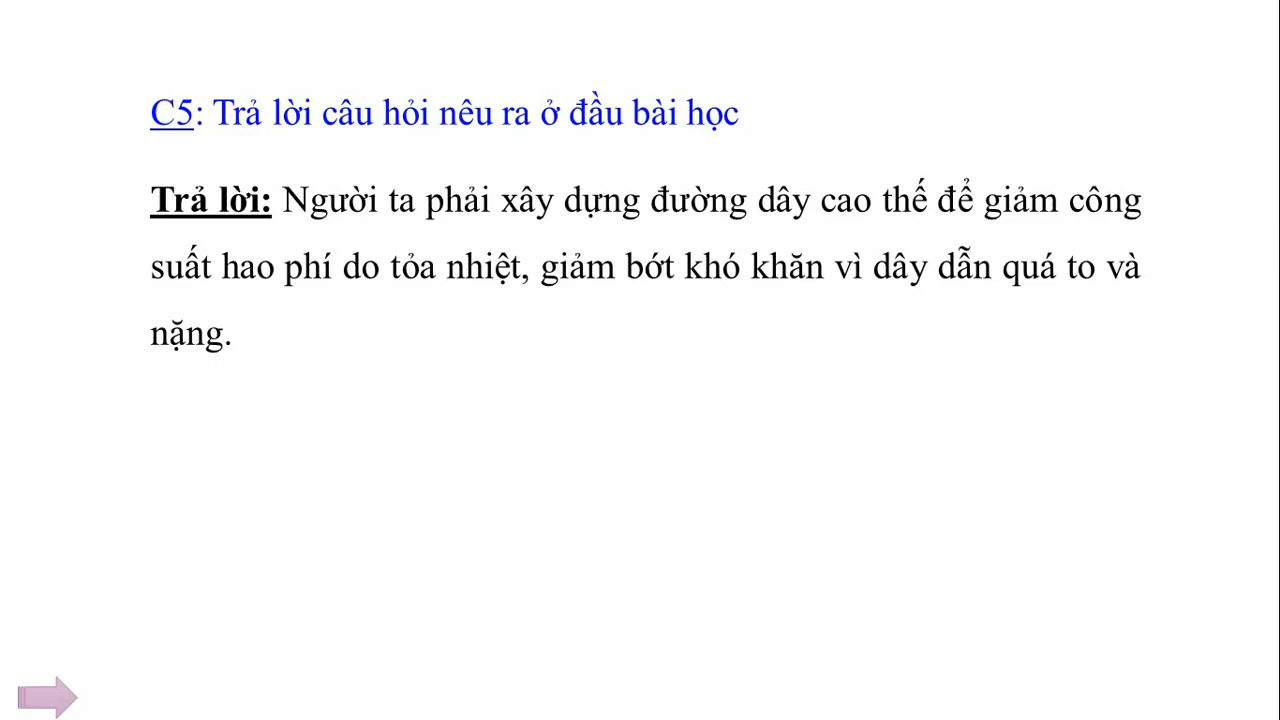 C5: Trả lời câu hỏi nêu ra ở đầu bài học
Trả lời: Người ta phải xây dựng đường dây cao thế để giảm công
suất hao phí do tỏa nhiệt, giảm bớt khó khăn vì dây dẫn quá to và
nặng.